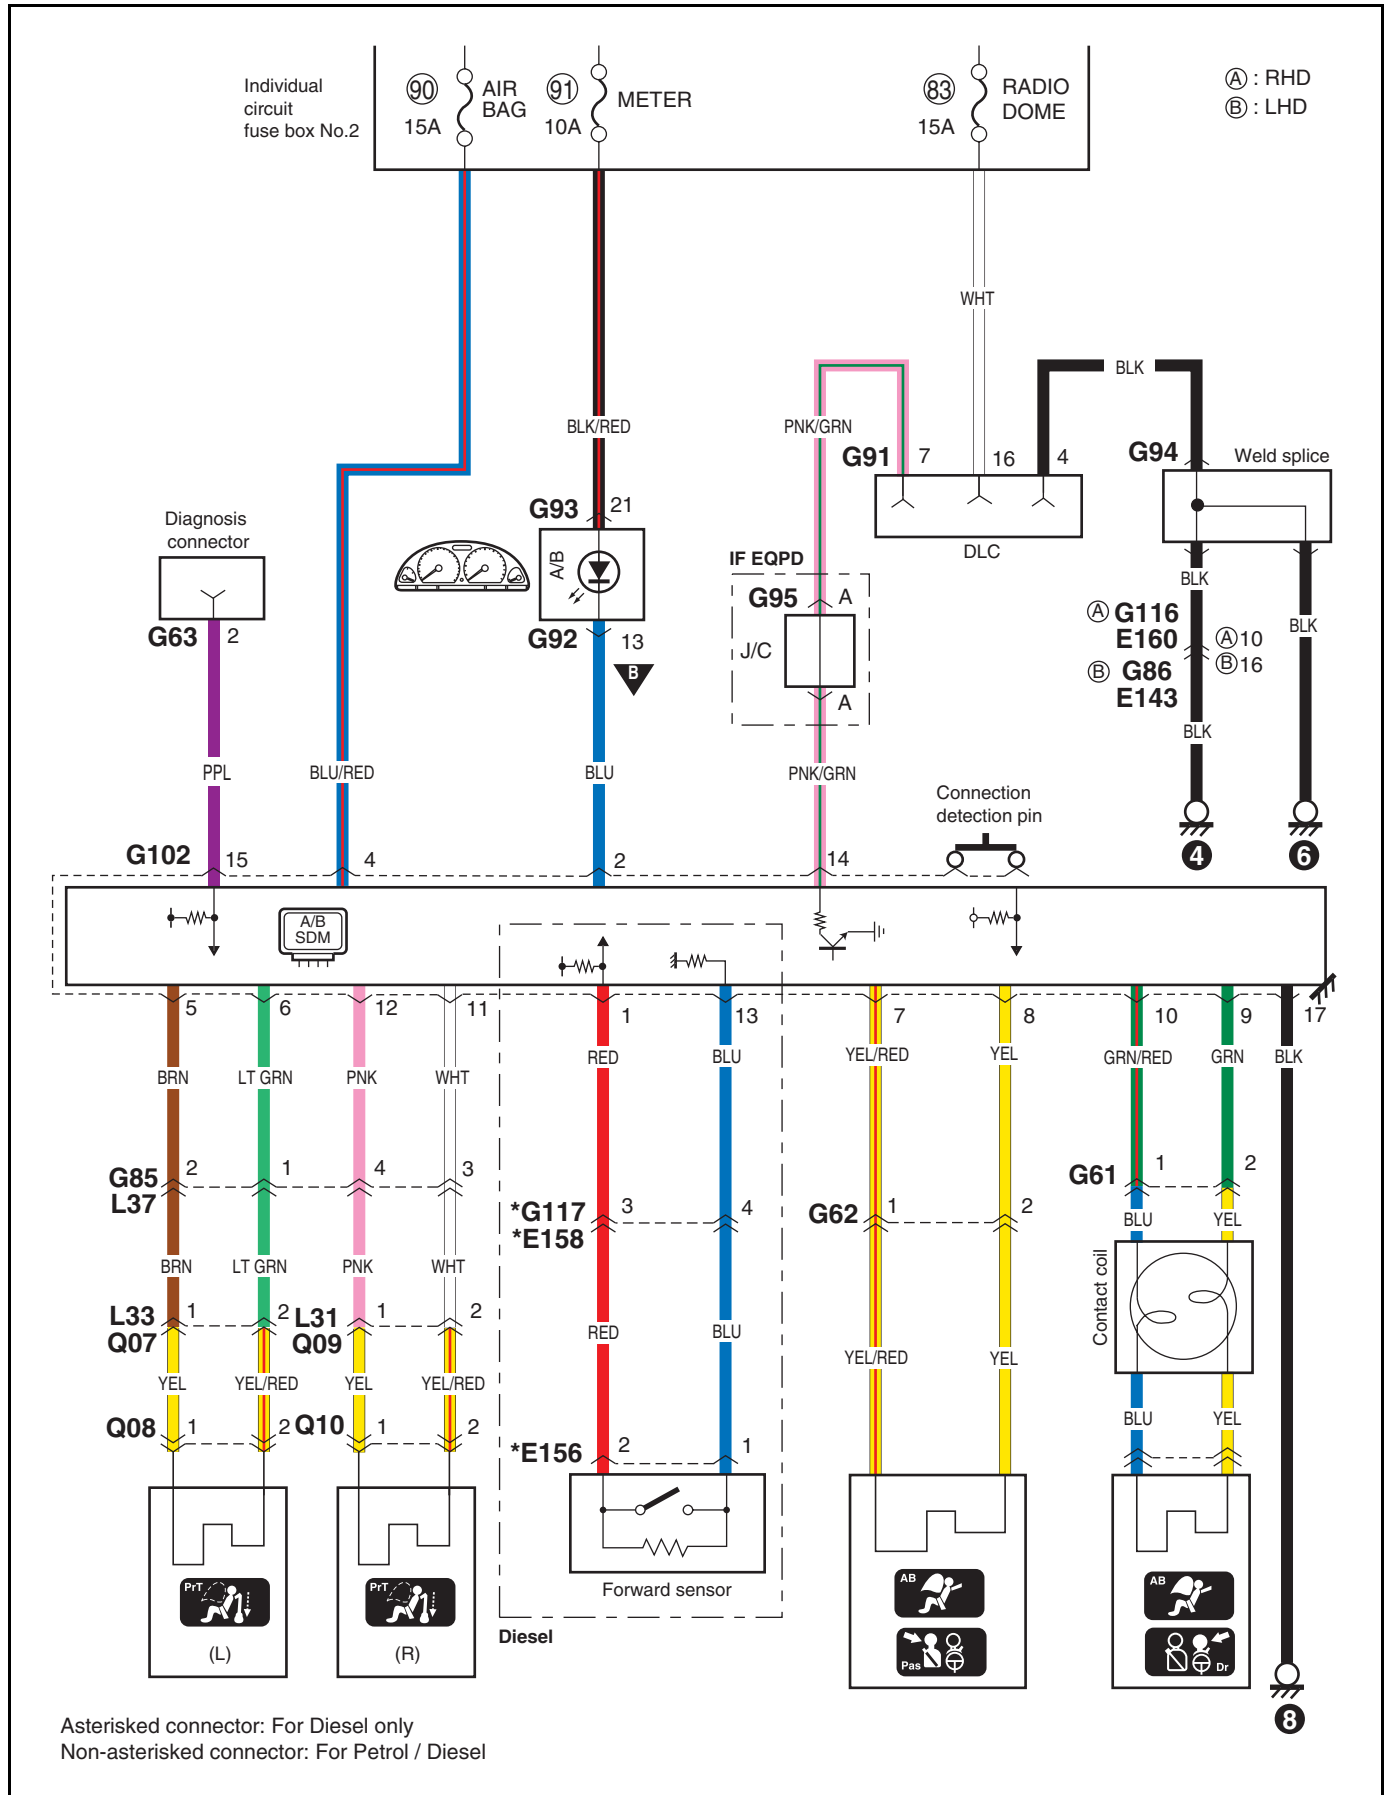 Individual
circuit
fuse box No.2
90
15A
AIR
BAG
91
10A
METER
83
15A
RADIO
DOME
A : RHD
B : LHD
WHT
BLK
BLK/RED
PNK/GRN
G91
7
16
4
DLC
G94
Weld splice
G93
21
A/B
G92
13
B
Diagnosis
connector
G63
2
IF EQPD
G95
A
J/C
A
BLK
A G116
E160
A10
B G86
B16
E143
BLK
BLK
PPL
BLU/RED
BLU
PNK/GRN
Connection
detection pin
4
6
G102
15
4
2
14
A/B
SDM
5
6
12
11
1
13
7
8
10
9
17
BRN
LT GRN
PNK
WHT
RED
BLU
YEL/RED
YEL
GRN/RED
GRN
BLK
G85
L37
2
1
4
3
*G117
*E158
3
4
G62
1
2
G61
1
2
BLU
YEL
Contact coil
BRN
LT GRN
PNK
WHT
L33
Q07
1
2
L31
Q09
1
2
RED
BLU
YEL/RED
YEL
YEL
YEL/RED
YEL
YEL/RED
BLU
YEL
Q08
1
2
Q10
1
2
*E156
2
1
Forward sensor
Diesel
PrT
(L)
PrT
(R)
AB
Pas
AB
Dr
8
Asterisked connector: For Diesel only
Non-asterisked connector: For Petrol / Diesel